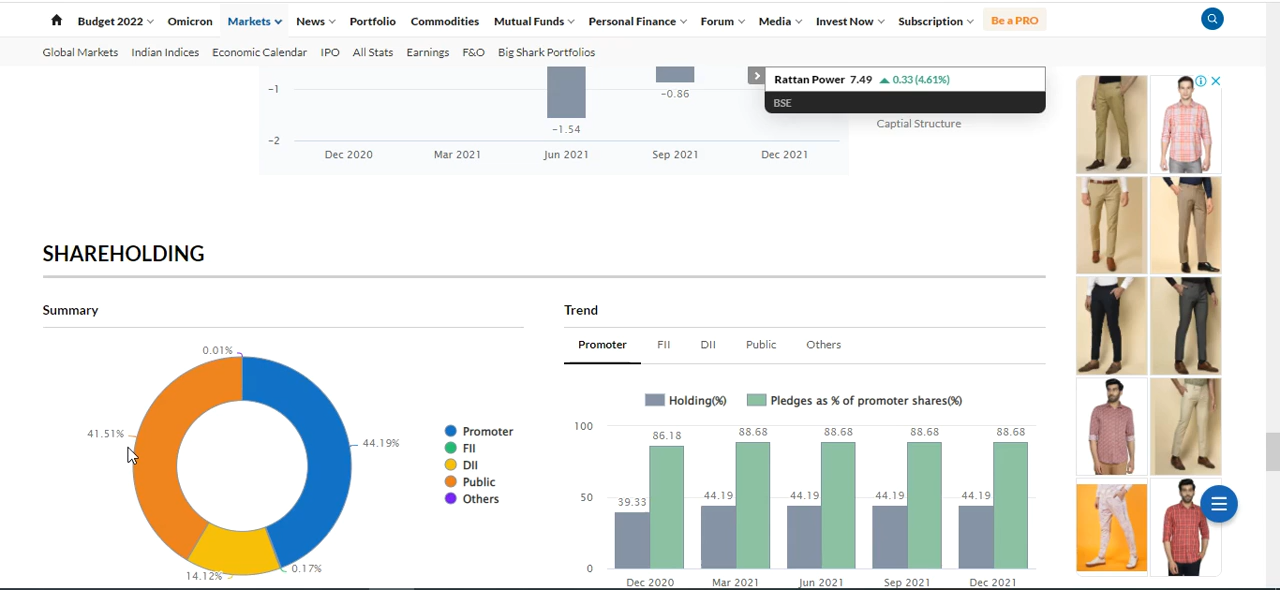 Budget 2022 Omicron Markets News Portfolio Commodities Mutual Funds Personal Finance Forum Media Invest Now Subscription Be a PRO
Global Markets Indian Indices Economic Calendar IPO All Stats Earnings F&O Big Shark Portfolios
Rattan Power 7.49 0.33 (4.61%)
BSE
Captial Structure
−1
−0.86
−1.54
−2
Dec 2020 Mar 2021 Jun 2021 Sep 2021 Dec 2021
SHAREHOLDING
Summary
0.01%
41.51%
44.19%
14.12%
0.17%
Promoter
FII
DII
Public
Others
Trend
Promoter FII DII Public Others
Holding(%) Pledges as % of promoter shares(%)
100
86.18 88.68 88.68 88.68 88.68
50
39.33 44.19 44.19 44.19 44.19
0
Dec 2020 Mar 2021 Jun 2021 Sep 2021 Dec 2021